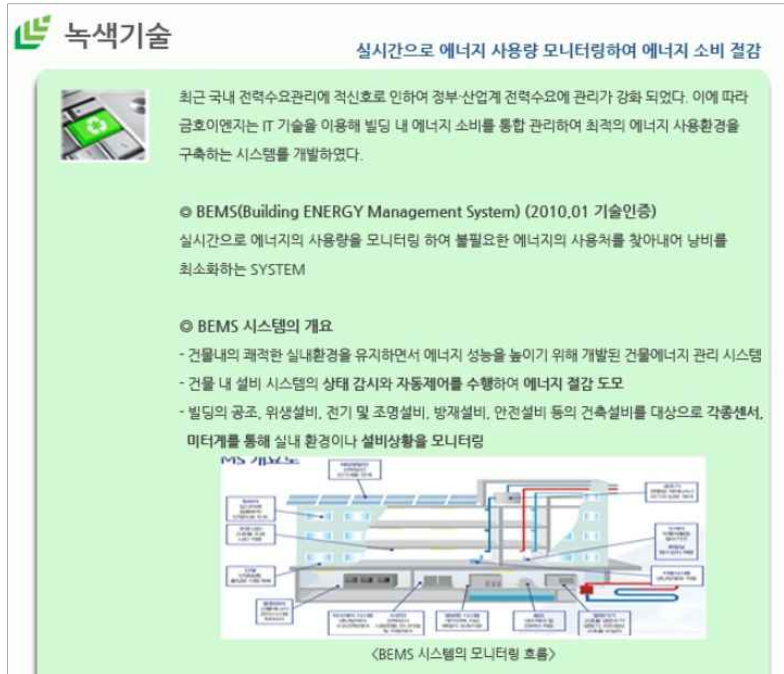 녹색기술
실시간으로 에너지 사용량 모니터링하여 에너지 소비 절감
최근 국내 전력수요관리에 적신호로 인하여 정부·산업계 전력수요에 관리가 강화 되었다. 이에 따라
금호이엔지는 IT 기술을 이용해 빌딩 내 에너지 소비를 통합 관리하여 최적의 에너지 사용환경을
구축하는 시스템를 개발하였다.
◎ BEMS(Building ENERGY Management System) (2010.01 기술인증)
실시간으로 에너지의 사용량을 모니터링 하여 불필요한 에너지의 사용처를 찾아내어 낭비를
최소화하는 SYSTEM
◎ BEMS 시스템의 개요
- 건물내의 쾌적한 실내환경을 유지하면서 에너지 성능을 높이기 위해 개발된 건물에너지 관리 시스템
- 건물 내 설비 시스템의 상태 감시와 자동제어를 수행하여 에너지 절감 도모
- 빌딩의 공조, 위생설비, 전기 및 조명설비, 방재설비, 안전설비 등의 건축설비를 대상으로 각종센서,
미터계를 통해 실내 환경이나 설비상황을 모니터링
<BEMS 시스템의 모니터링 흐름>